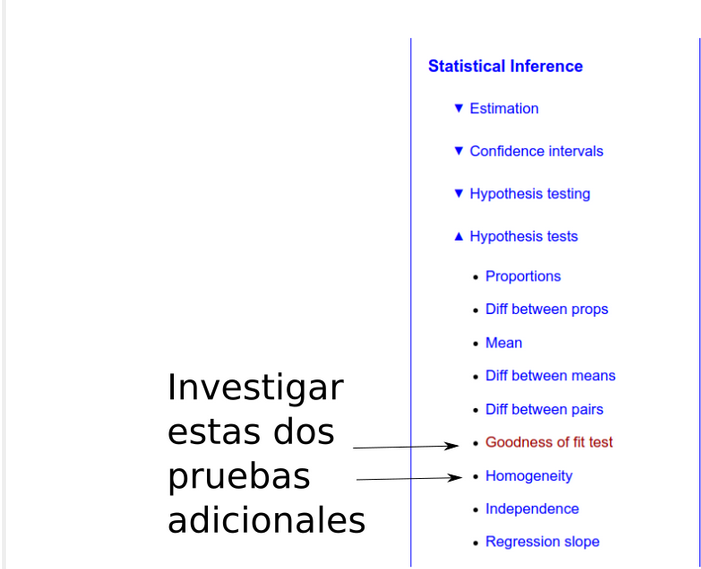 Statistical Inference
▼ Estimation
▼ Confidence intervals
▼ Hypothesis testing
▲ Hypothesis tests
• Proportions
• Diff between props
• Mean
• Diff between means
• Diff between pairs
• Goodness of fit test
• Homogeneity
• Independence
• Regression slope
Investigar
estas dos
pruebas
adicionales